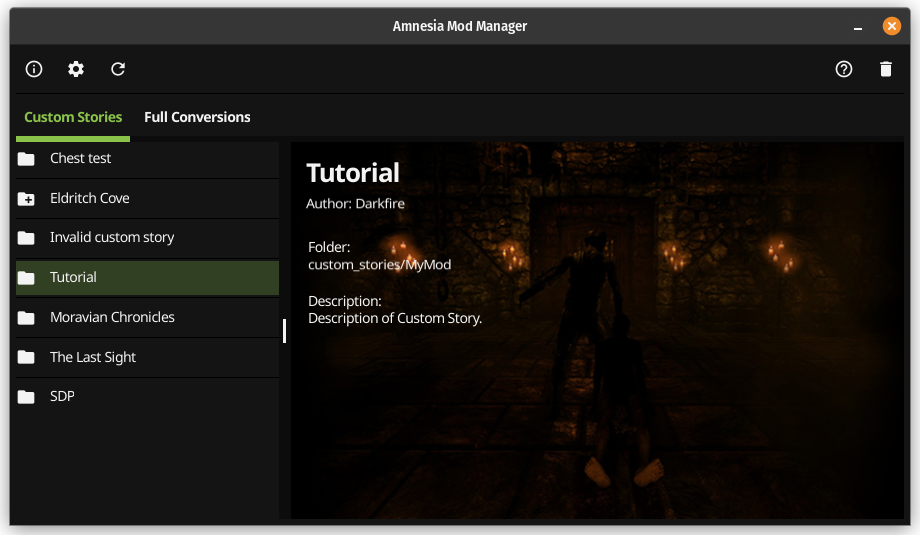 Amnesia Mod Manager
Custom Stories
Full Conversions
Chest test
Eldritch Cove
Invalid custom story
Tutorial
Moravian Chronicles
The Last Sight
SDP
Tutorial
Author: Darkfire
Folder:
custom_stories/MyMod
Description:
Description of Custom Story.